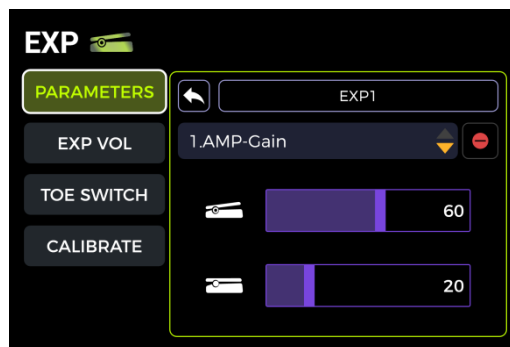 EXP
PARAMETERS
EXP VOL
TOE SWITCH
CALIBRATE
EXP1
1.AMP-Gain
60
20